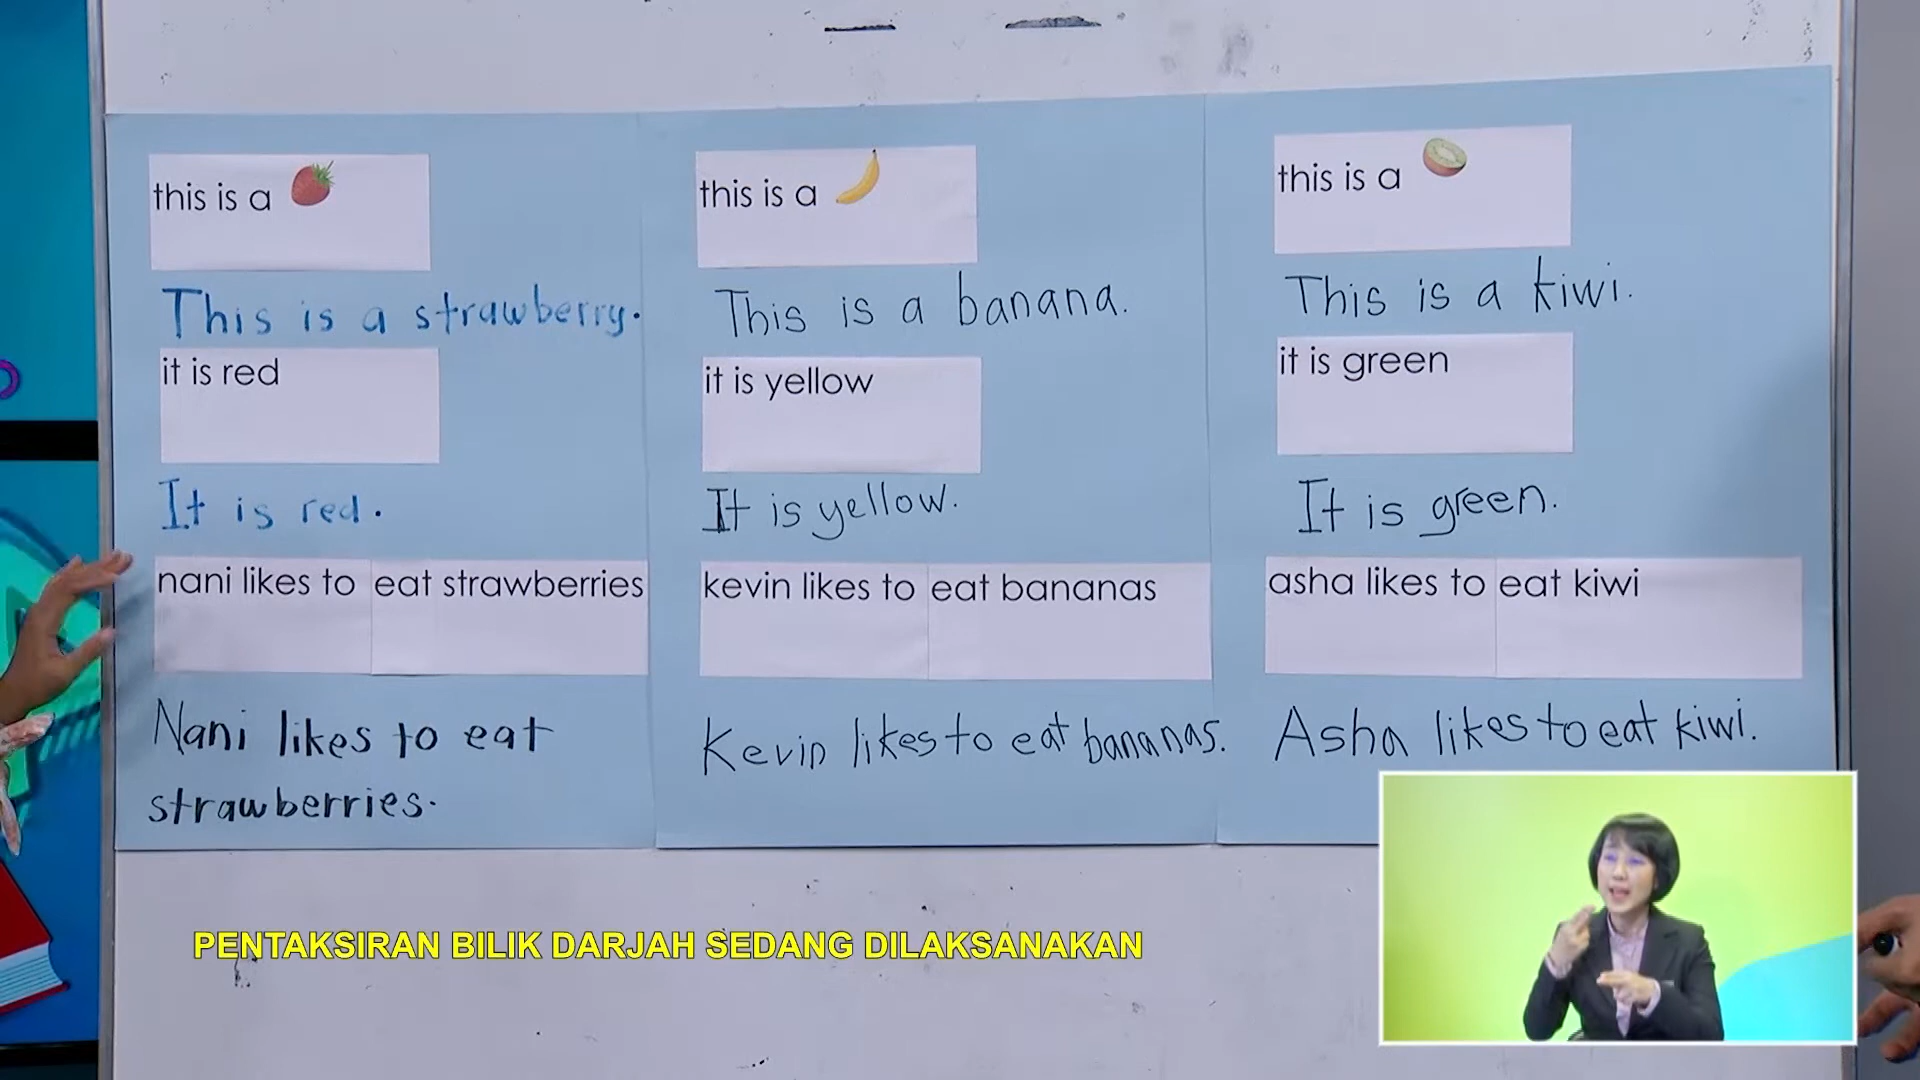 this is a
This is a strawberry.
it is red
It is red.
nani likes to eat strawberries
Nani likes to eat
strawberries.
this is a
This is a banana.
it is yellow
It is yellow.
kevin likes to eat bananas
Kevin likes to eat bananas.
this is a
This is a kiwi.
it is green
It is green.
asha likes to eat kiwi
Asha likes to eat kiwi.
PENTAKSIRAN BILIK DARJAH SEDANG DILAKSANAKAN